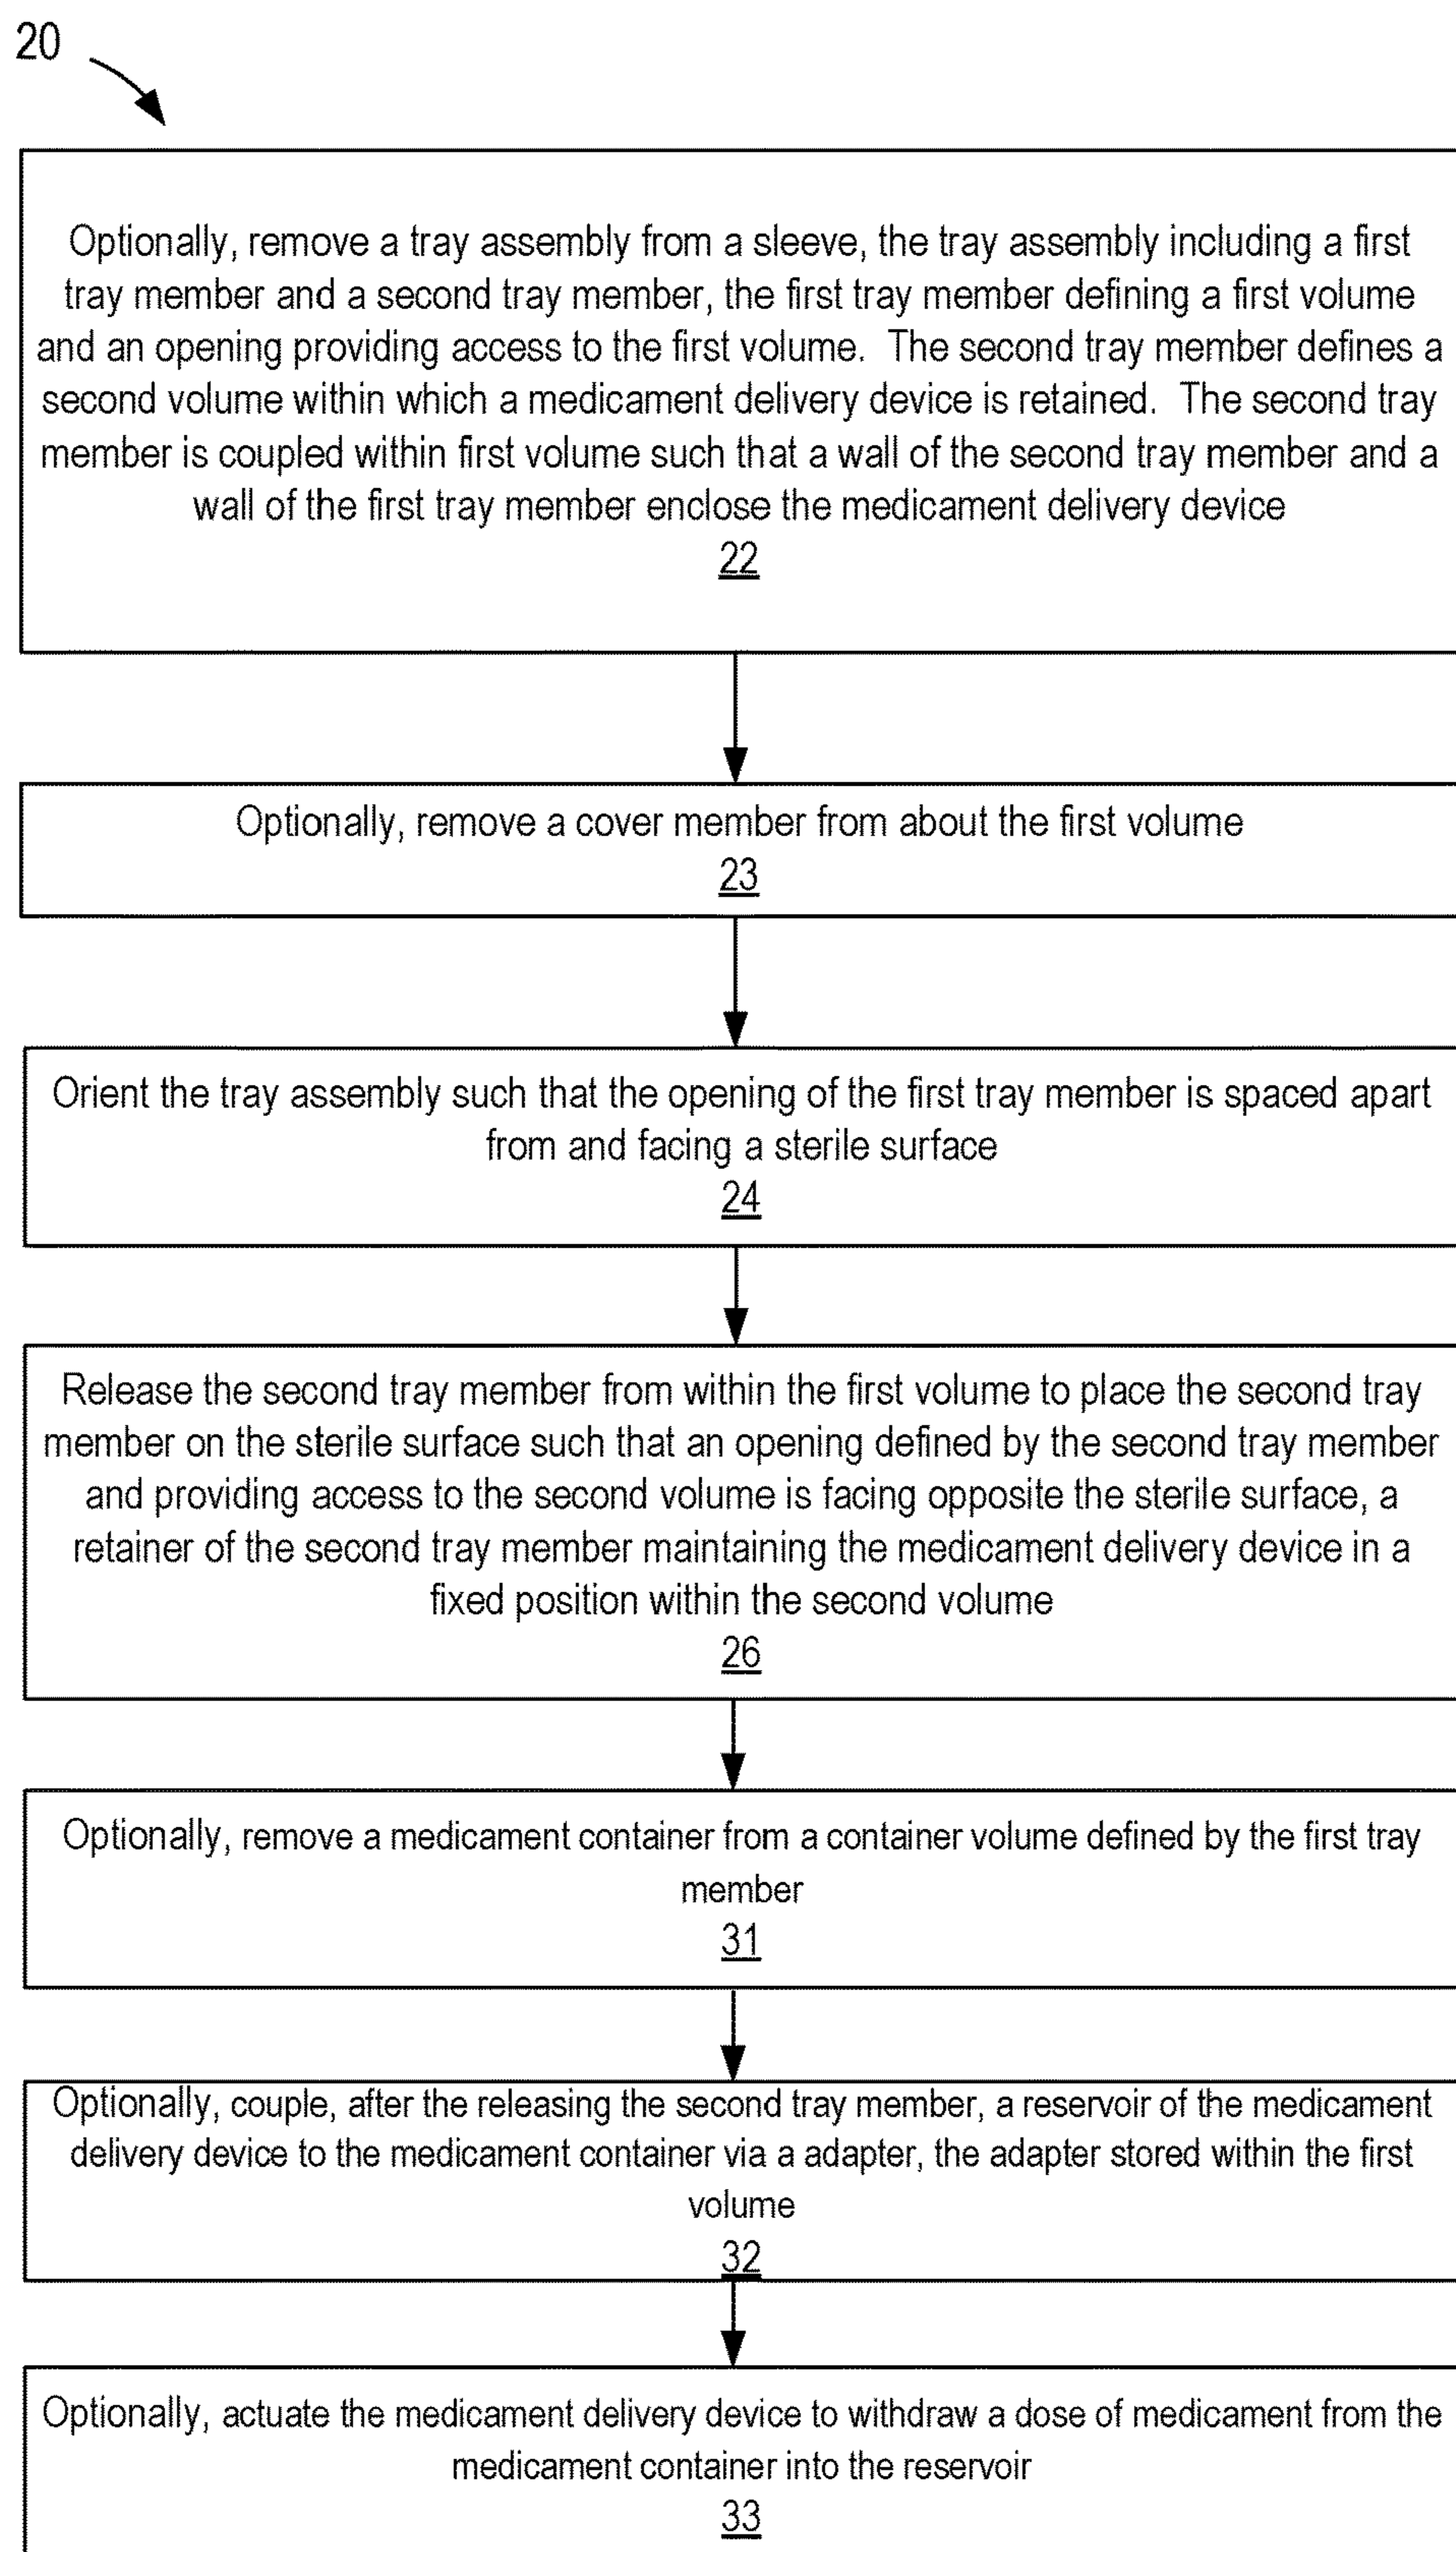 20
Optionally, remove a tray assembly from a sleeve, the tray assembly including a first
tray member and a second tray member, the first tray member defining a first volume
and an opening providing access to the first volume.  The second tray member defines a
second volume within which a medicament delivery device is retained.  The second tray
member is coupled within first volume such that a wall of the second tray member and a
wall of the first tray member enclose the medicament delivery device
22
Optionally, remove a cover member from about the first volume
23
Orient the tray assembly such that the opening of the first tray member is spaced apart
from and facing a sterile surface
24
Release the second tray member from within the first volume to place the second tray
member on the sterile surface such that an opening defined by the second tray member
and providing access to the second volume is facing opposite the sterile surface, a
retainer of the second tray member maintaining the medicament delivery device in a
fixed position within the second volume
26
Optionally, remove a medicament container from a container volume defined by the first tray
member
31
Optionally, couple, after the releasing the second tray member, a reservoir of the medicament
delivery device to the medicament container via a adapter, the adapter stored within the first
volume
32
Optionally, actuate the medicament delivery device to withdraw a dose of medicament from the
medicament container into the reservoir
33